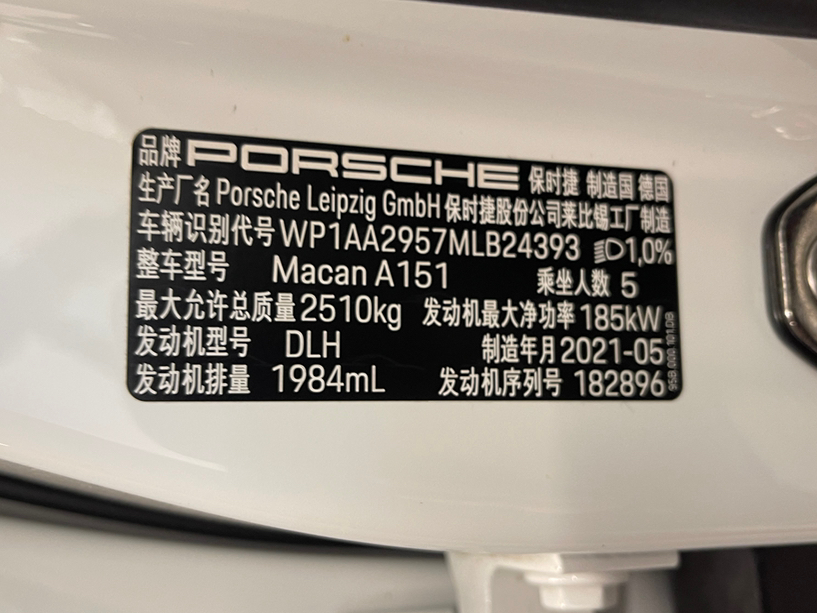 品牌 PORSCHE 保时捷 制造国 德国
生产厂名 Porsche Leipzig GmbH 保时捷股份公司莱比锡工厂制造
车辆识别代号 WP1AA2957MLB24393 1,0%
整车型号 Macan A151 乘坐人数 5
最大允许总质量 2510kg 发动机最大净功率 185kW
发动机型号 DLH 制造年月 2021-05
发动机排量 1984mL 发动机序列号 182896
95B.000.101.DB